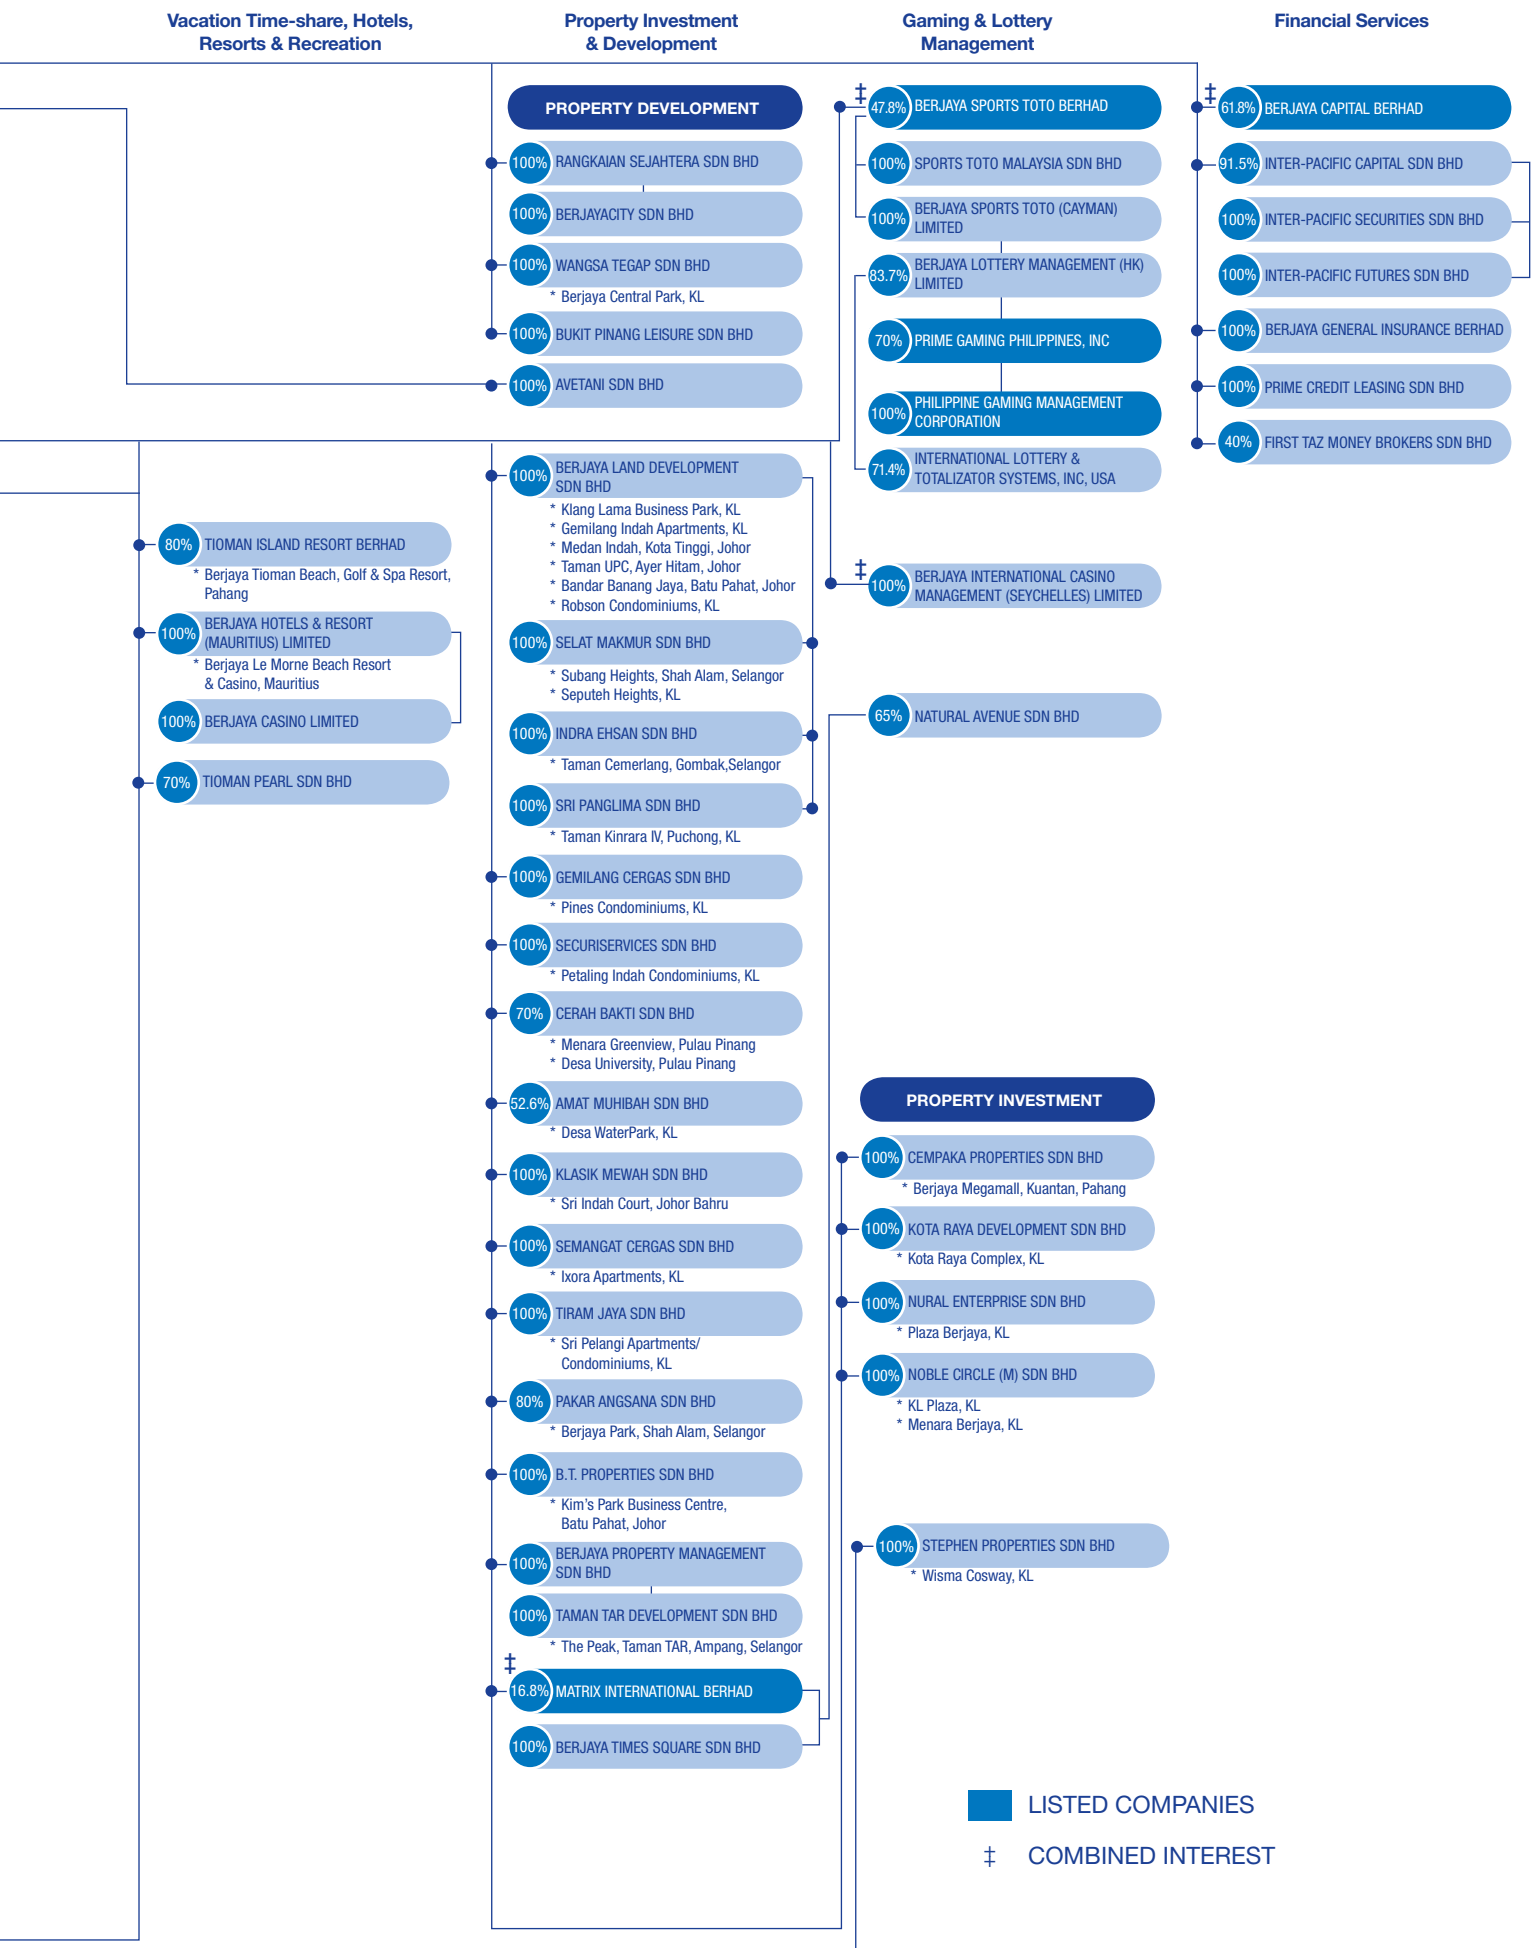 Vacation Time-share, Hotels,
Resorts & Recreation
80%
TIOMAN ISLAND RESORT BERHAD
* Berjaya Tioman Beach, Golf & Spa Resort,
Pahang
100%
BERJAYA HOTELS & RESORT
(MAURITIUS) LIMITED
* Berjaya Le Morne Beach Resort
& Casino, Mauritius
100%
BERJAYA CASINO LIMITED
70%
TIOMAN PEARL SDN BHD
Property Investment
& Development
PROPERTY DEVELOPMENT
100%
RANGKAIAN SEJAHTERA SDN BHD
100%
BERJAYACITY SDN BHD
100%
WANGSA TEGAP SDN BHD
* Berjaya Central Park, KL
100%
BUKIT PINANG LEISURE SDN BHD
100%
AVETANI SDN BHD
100%
BERJAYA LAND DEVELOPMENT
SDN BHD
* Klang Lama Business Park, KL
* Gemilang Indah Apartments, KL
* Medan Indah, Kota Tinggi, Johor
* Taman UPC, Ayer Hitam, Johor
* Bandar Banang Jaya, Batu Pahat, Johor
* Robson Condominiums, KL
100%
SELAT MAKMUR SDN BHD
* Subang Heights, Shah Alam, Selangor
* Seputeh Heights, KL
100%
INDRA EHSAN SDN BHD
* Taman Cemerlang, Gombak,Selangor
100%
SRI PANGLIMA SDN BHD
* Taman Kinrara IV, Puchong, KL
100%
GEMILANG CERGAS SDN BHD
* Pines Condominiums, KL
100%
SECURISERVICES SDN BHD
* Petaling Indah Condominiums, KL
70%
CERAH BAKTI SDN BHD
* Menara Greenview, Pulau Pinang
* Desa University, Pulau Pinang
52.6%
AMAT MUHIBAH SDN BHD
* Desa WaterPark, KL
100%
KLASIK MEWAH SDN BHD
* Sri Indah Court, Johor Bahru
100%
SEMANGAT CERGAS SDN BHD
* Ixora Apartments, KL
100%
TIRAM JAYA SDN BHD
* Sri Pelangi Apartments/
Condominiums, KL
80%
PAKAR ANGSANA SDN BHD
* Berjaya Park, Shah Alam, Selangor
100%
B.T. PROPERTIES SDN BHD
* Kim's Park Business Centre,
Batu Pahat, Johor
100%
BERJAYA PROPERTY MANAGEMENT
SDN BHD
100%
TAMAN TAR DEVELOPMENT SDN BHD
* The Peak, Taman TAR, Ampang, Selangor
‡
16.8%
MATRIX INTERNATIONAL BERHAD
100%
BERJAYA TIMES SQUARE SDN BHD
Gaming & Lottery
Management
‡
47.8%
BERJAYA SPORTS TOTO BERHAD
100%
SPORTS TOTO MALAYSIA SDN BHD
100%
BERJAYA SPORTS TOTO (CAYMAN)
LIMITED
83.7%
BERJAYA LOTTERY MANAGEMENT (HK)
LIMITED
70%
PRIME GAMING PHILIPPINES, INC
100%
PHILIPPINE GAMING MANAGEMENT
CORPORATION
71.4%
INTERNATIONAL LOTTERY &
TOTALIZATOR SYSTEMS, INC, USA
‡
100%
BERJAYA INTERNATIONAL CASINO
MANAGEMENT (SEYCHELLES) LIMITED
65%
NATURAL AVENUE SDN BHD
PROPERTY INVESTMENT
100%
CEMPAKA PROPERTIES SDN BHD
* Berjaya Megamall, Kuantan, Pahang
100%
KOTA RAYA DEVELOPMENT SDN BHD
* Kota Raya Complex, KL
100%
NURAL ENTERPRISE SDN BHD
* Plaza Berjaya, KL
100%
NOBLE CIRCLE (M) SDN BHD
* KL Plaza, KL
* Menara Berjaya, KL
100%
STEPHEN PROPERTIES SDN BHD
* Wisma Cosway, KL
Financial Services
‡
61.8%
BERJAYA CAPITAL BERHAD
91.5%
INTER-PACIFIC CAPITAL SDN BHD
100%
INTER-PACIFIC SECURITIES SDN BHD
100%
INTER-PACIFIC FUTURES SDN BHD
100%
BERJAYA GENERAL INSURANCE BERHAD
100%
PRIME CREDIT LEASING SDN BHD
40%
FIRST TAZ MONEY BROKERS SDN BHD
LISTED COMPANIES
‡ COMBINED INTEREST